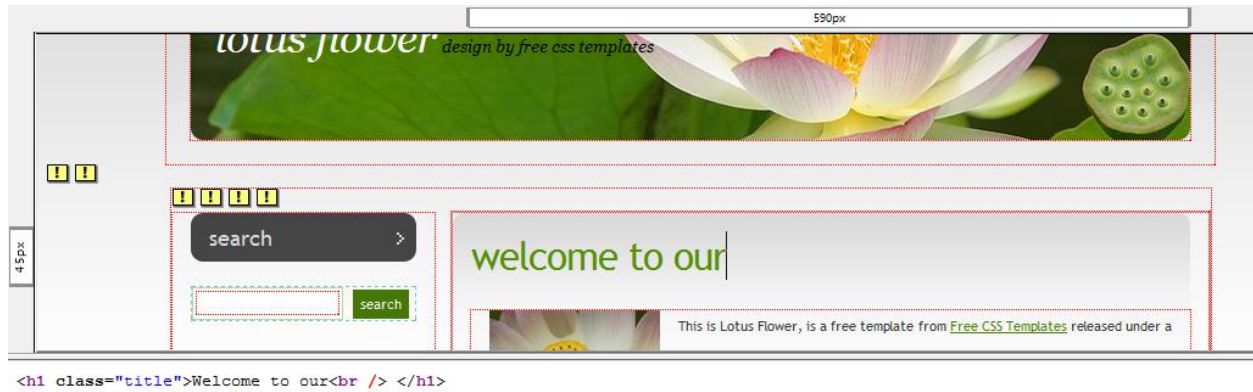 590px
lotus flower design by free css templates
! !
! ! ! !
45px
search >
welcome to our
search
This is Lotus Flower, is a free template from Free CSS Templates released under a
<h1 class="title">Welcome to our<br /> </h1>